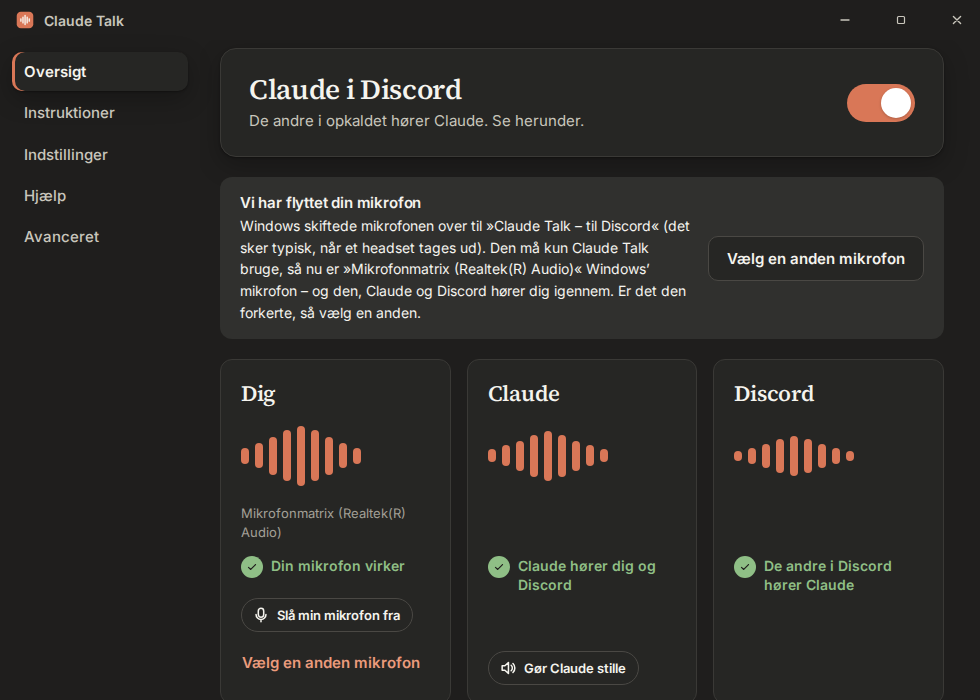 Claude Talk
Oversigt
Instruktioner
Indstillinger
Hjælp
Avanceret
Claude i Discord
De andre i opkaldet hører Claude. Se herunder.
Vi har flyttet din mikrofon
Windows skiftede mikrofonen over til »Claude Talk – til Discord« (det
sker typisk, når et headset tages ud). Den må kun Claude Talk
bruge, så nu er »Mikrofonmatrix (Realtek(R) Audio)« Windows’
mikrofon – og den, Claude og Discord hører dig igennem. Er det den
forkerte, så vælg en anden.
Vælg en anden mikrofon
Dig
Mikrofonmatrix (Realtek(R)
Audio)
Din mikrofon virker
Slå min mikrofon fra
Vælg en anden mikrofon
Claude
Claude hører dig og
Discord
Gør Claude stille
Discord
De andre i Discord
hører Claude